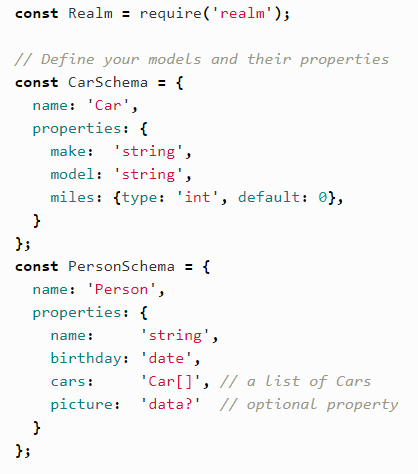 const Realm = require('realm');

// Define your models and their properties
const CarSchema = {
  name: 'Car',
  properties: {
    make:  'string',
    model: 'string',
    miles: {type: 'int', default: 0},
  }
};
const PersonSchema = {
  name: 'Person',
  properties: {
    name:     'string',
    birthday: 'date',
    cars:     'Car[]', // a list of Cars
    picture:  'data?'  // optional property
  }
};